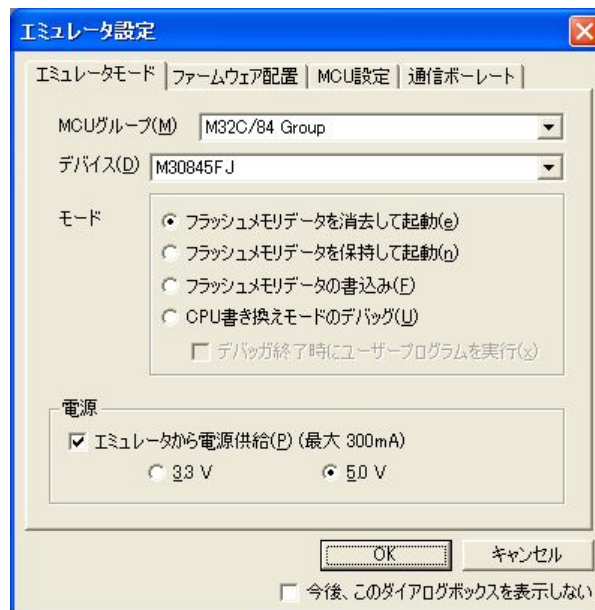 エミュレータ設定
エミュレータモード ファームウェア配置 MCU設定 通信ボーレート
MCUグループ(M) M32C/84 Group
デバイス(D) M30845FJ
モード
フラッシュメモリデータを消去して起動(e)
フラッシュメモリデータを保持して起動(n)
フラッシュメモリデータの書込み(F)
CPU書き換えモードのデバッグ(U)
デバッガ終了時にユーザープログラムを実行(x)
電源
エミュレータから電源供給(P) (最大 300mA)
3.3 V 5.0 V
OK キャンセル
今後、このダイアログボックスを表示しない